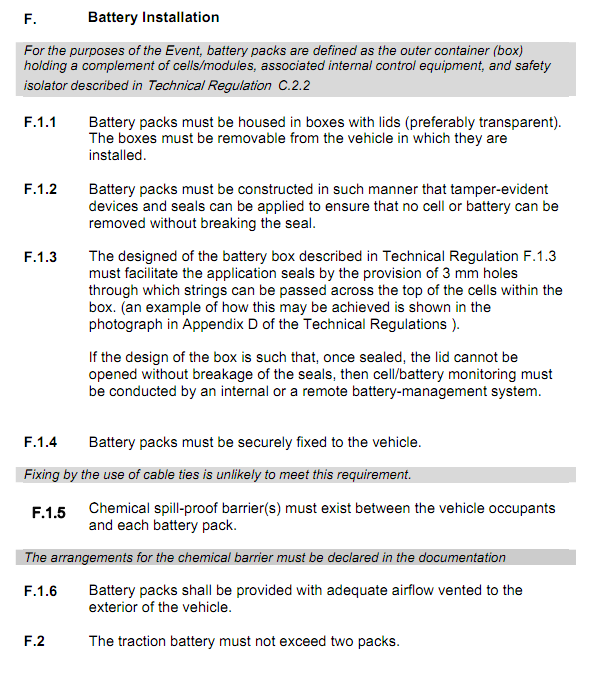 F. Battery Installation
For the purposes of the Event, battery packs are defined as the outer container (box)
holding a complement of cells/modules, associated internal control equipment, and safety
isolator described in Technical Regulation C.2.2
F.1.1 Battery packs must be housed in boxes with lids (preferably transparent).
The boxes must be removable from the vehicle in which they are
installed.
F.1.2 Battery packs must be constructed in such manner that tamper-evident
devices and seals can be applied to ensure that no cell or battery can be
removed without breaking the seal.
F.1.3 The designed of the battery box described in Technical Regulation F.1.3
must facilitate the application seals by the provision of 3 mm holes
through which strings can be passed across the top of the cells within the
box. (an example of how this may be achieved is shown in the
photograph in Appendix D of the Technical Regulations ).
If the design of the box is such that, once sealed, the lid cannot be
opened without breakage of the seals, then cell/battery monitoring must
be conducted by an internal or a remote battery-management system.
F.1.4 Battery packs must be securely fixed to the vehicle.
Fixing by the use of cable ties is unlikely to meet this requirement.
F.1.5 Chemical spill-proof barrier(s) must exist between the vehicle occupants
and each battery pack.
The arrangements for the chemical barrier must be declared in the documentation
F.1.6 Battery packs shall be provided with adequate airflow vented to the
exterior of the vehicle.
F.2 The traction battery must not exceed two packs.